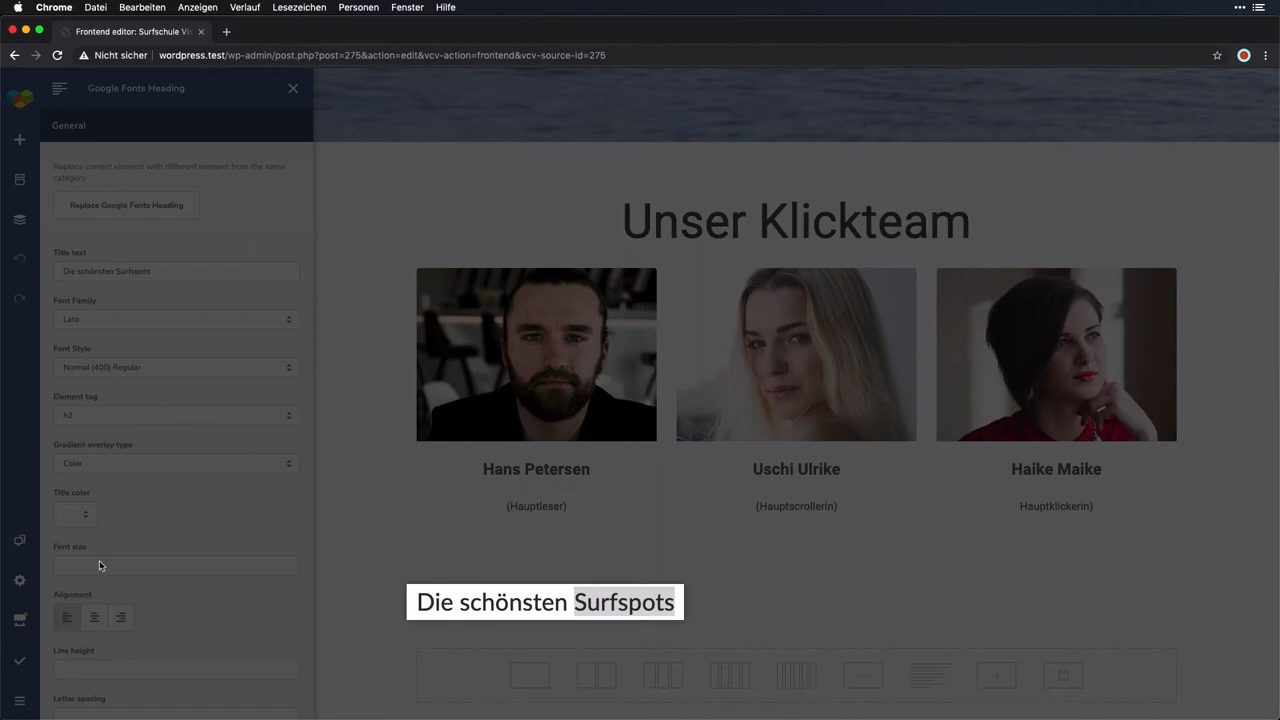 Chrome Datei Bearbeiten Anzeigen Verlauf Lesezeichen Personen Fenster Hilfe
Frontend editor: Surfschule
Nicht sicher wordpress.test/wp-admin/post.php?post=275&action=edit&vcv-action=frontend&vcv-source-id=275
Google Fonts Heading
General
Replace current element with different element from the same
category
Replace Google Fonts Heading
Title text
Die schönsten Surfspots
Font Family
Lato
Font Style
Normal (400) Regular
Element tag
h2
Gradient overlay type
Color
Title color
Font size
Alignment
Line height
Letter spacing
Unser Klickteam
Hans Petersen
Uschi Ulrike
Haike Maike
(Hauptleser)
(Hauptscrollerin)
Hauptklickerin)
Die schönsten Surfspots